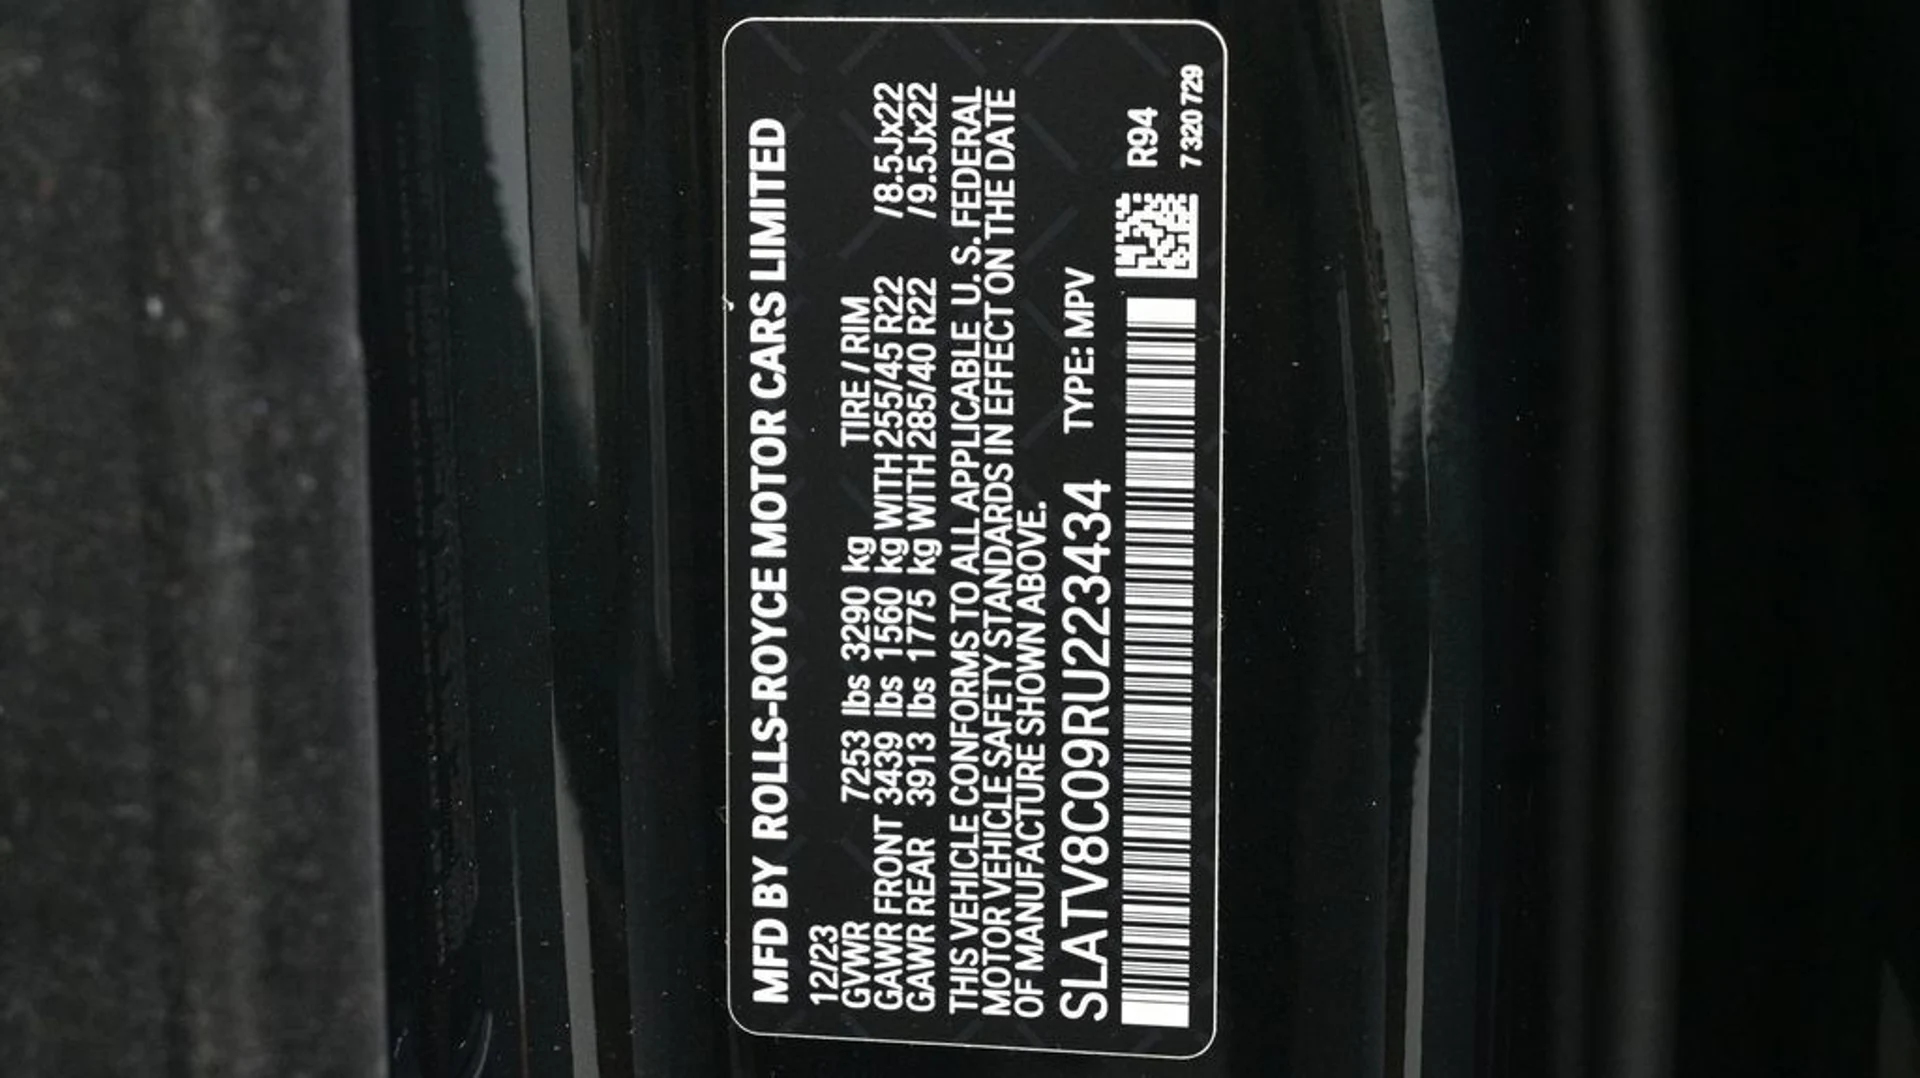 MFD BY ROLLS-ROYCE MOTOR CARS LIMITED
12/23
GVWR 7253 lbs 3290 kg TIRE / RIM
GAWR FRONT 3439 lbs 1560 kg WITH 255/45 R22 / 8.5Jx22
GAWR REAR 3913 lbs 1775 kg WITH 285/40 R22 / 9.5Jx22
THIS VEHICLE CONFORMS TO ALL APPLICABLE U. S. FEDERAL
MOTOR VEHICLE SAFETY STANDARDS IN EFFECT ON THE DATE
OF MANUFACTURE SHOWN ABOVE.
SLATV8C09RU223434 TYPE: MPV
R94
7 320 729